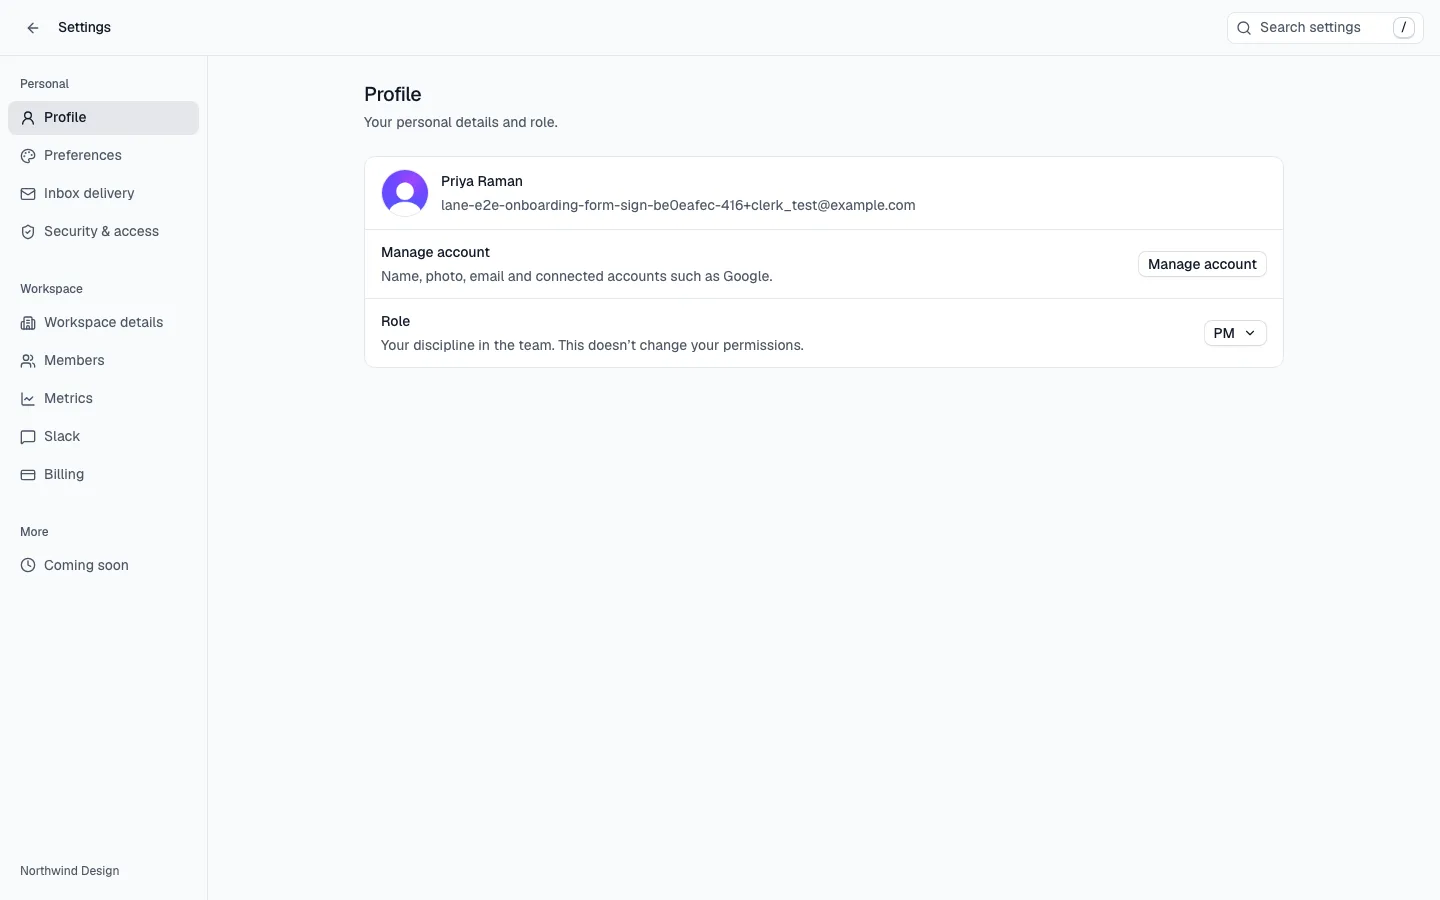 Settings
Search settings /
Personal
Profile
Preferences
Inbox delivery
Security & access
Workspace
Workspace details
Members
Metrics
Slack
Billing
More
Coming soon
Northwind Design
Profile
Your personal details and role.
Priya Raman
lane-e2e-onboarding-form-sign-be0eafec-416+clerk_test@example.com
Manage account
Name, photo, email and connected accounts such as Google.
Manage account
Role
Your discipline in the team. This doesn’t change your permissions.
PM